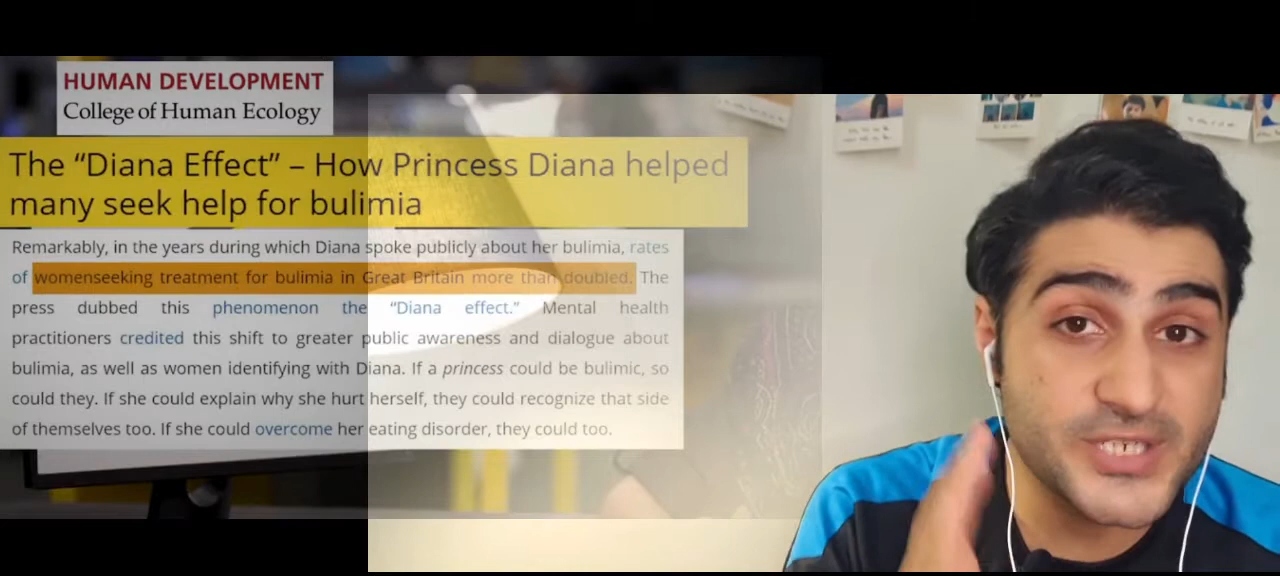 HUMAN DEVELOPMENT
College of Human Ecology
The “Diana Effect” – How Princess Diana helped
many seek help for bulimia
Remarkably, in the years during which Diana spoke publicly about her bulimia, rates
of womenseeking treatment for bulimia in Great Britain more than doubled. The
press dubbed this phenomenon the “Diana effect.” Mental health
practitioners credited this shift to greater public awareness and dialogue about
bulimia, as well as women identifying with Diana. If a princess could be bulimic, so
could they. If she could explain why she hurt herself, they could recognize that side
of themselves too. If she could overcome her eating disorder, they could too.